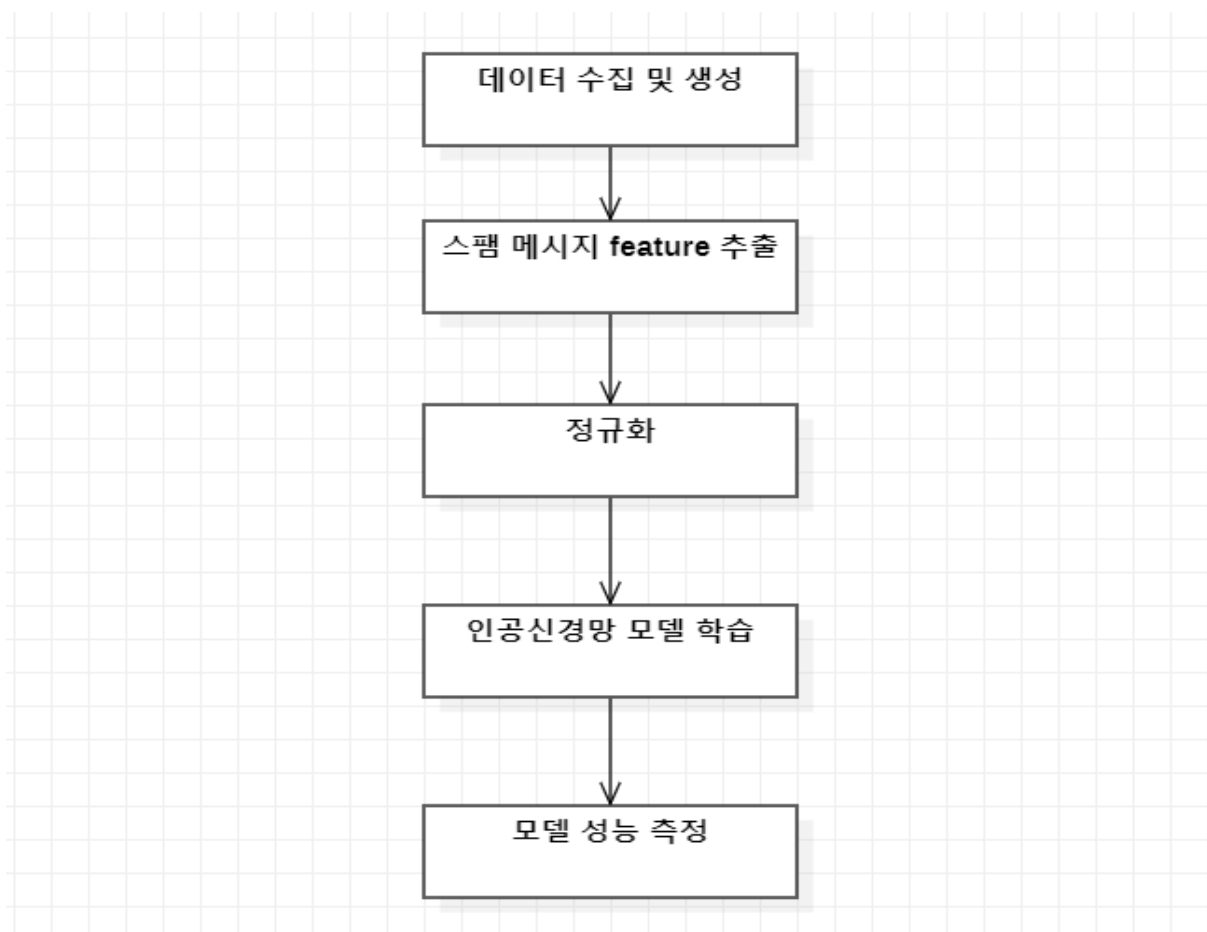 데이터 수집 및 생성
스팸 메시지 feature 추출
정규화
인공신경망 모델 학습
모델 성능 측정